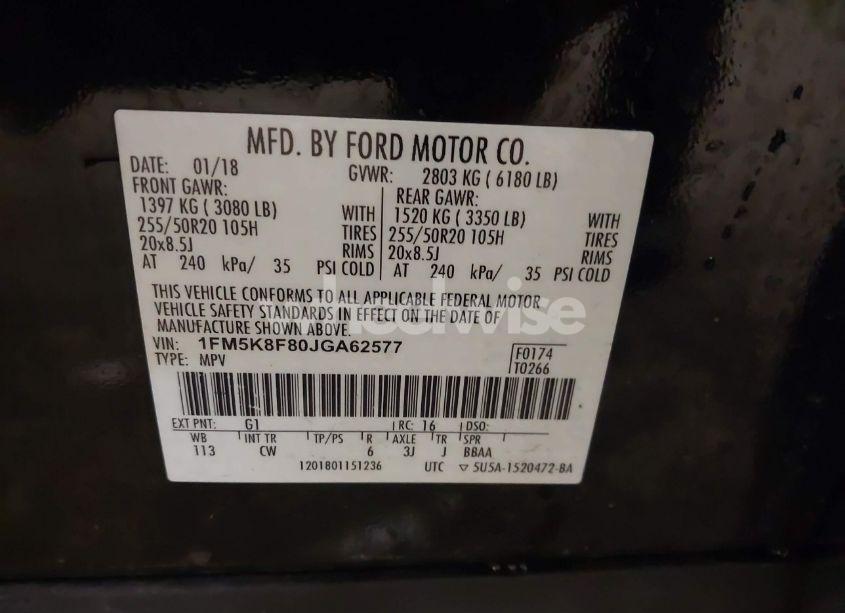 MFD. BY FORD MOTOR CO.
DATE: 01/18 GVWR: 2803 KG ( 6180 LB)
FRONT GAWR: REAR GAWR:
1397 KG ( 3080 LB) WITH 1520 KG ( 3350 LB) WITH
255/50R20 105H TIRES 255/50R20 105H TIRES
20x8.5J RIMS 20x8.5J RIMS
AT 240 kPa/ 35 PSI COLD AT 240 kPa/ 35 PSI COLD
THIS VEHICLE CONFORMS TO ALL APPLICABLE FEDERAL MOTOR
VEHICLE SAFETY STANDARDS IN EFFECT ON THE DATE OF
MANUFACTURE SHOWN ABOVE.
wheelwise
VIN: 1FM5K8F80JGA62577 F0174
TYPE: MPV T0266
EXT PNT: G1 RC: 16 DSO:
WB INT TR TP/PS R AXLE TR SPR
113 CW 6 3J J BBAA
1201801151236 UTC ▽ 5U5A-1520472-BA